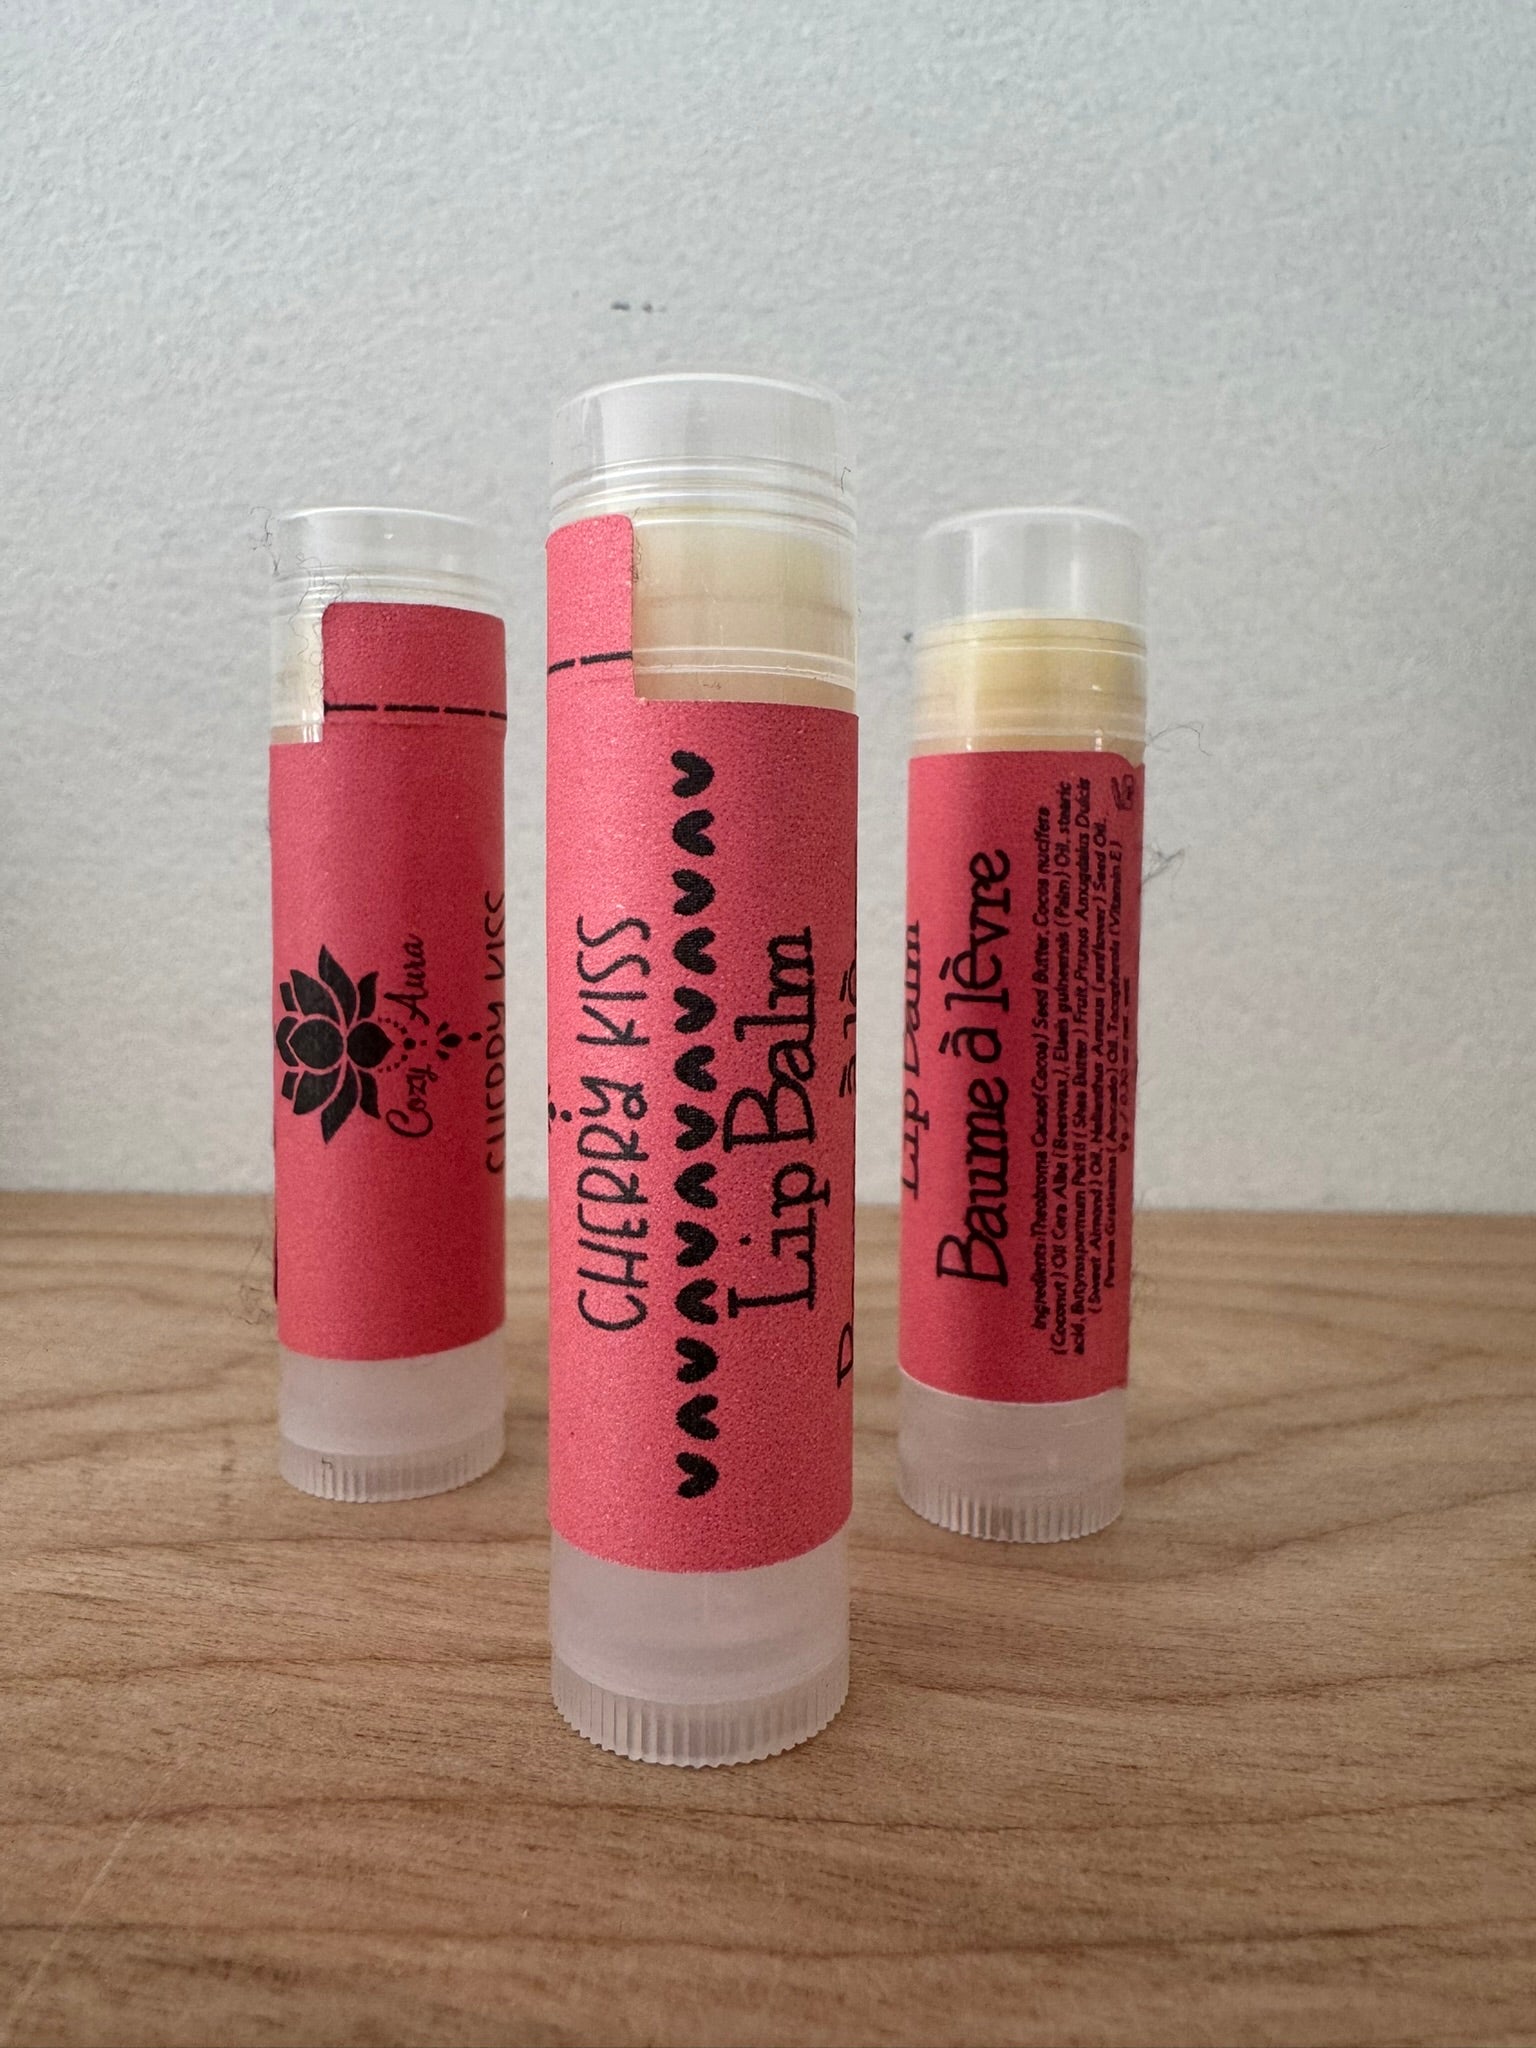 Cozy Aura
CHERRY KISS
CHERRY KISS
Lip Balm
Lip Balm
Baume à lèvre
Ingredients: Theobroma Cacao (Cocoa) Seed Butter, Cocos nucifera
(Coconut) Oil Cera Alba (Beeswax), Elaeis guineensis (Palm) Oil, stearic
acid, Butyrospermum Parkii (Shea Butter) Fruit, Prunus Amygdalus Dulcis
(Sweet Almond) Oil, Helianthus Annuus (sunflower) Seed Oil,
Persea Gratissima (Avocado) Oil, Tocopherols (Vitamin E)